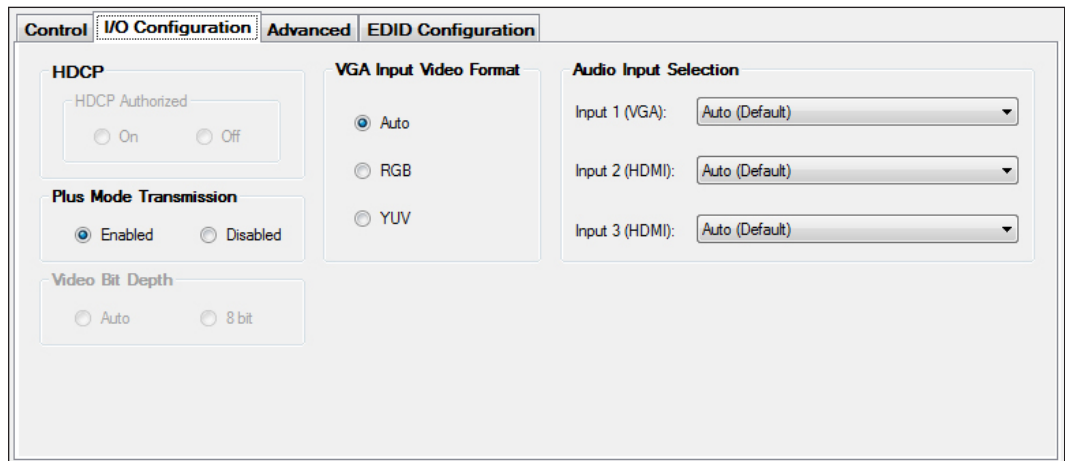 Control I/O Configuration Advanced EDID Configuration
HDCP
HDCP Authorized
On Off
Plus Mode Transmission
Enabled Disabled
Video Bit Depth
Auto 8 bit
VGA Input Video Format
Auto
RGB
YUV
Audio Input Selection
Input 1 (VGA): Auto (Default)
Input 2 (HDMI): Auto (Default)
Input 3 (HDMI): Auto (Default)